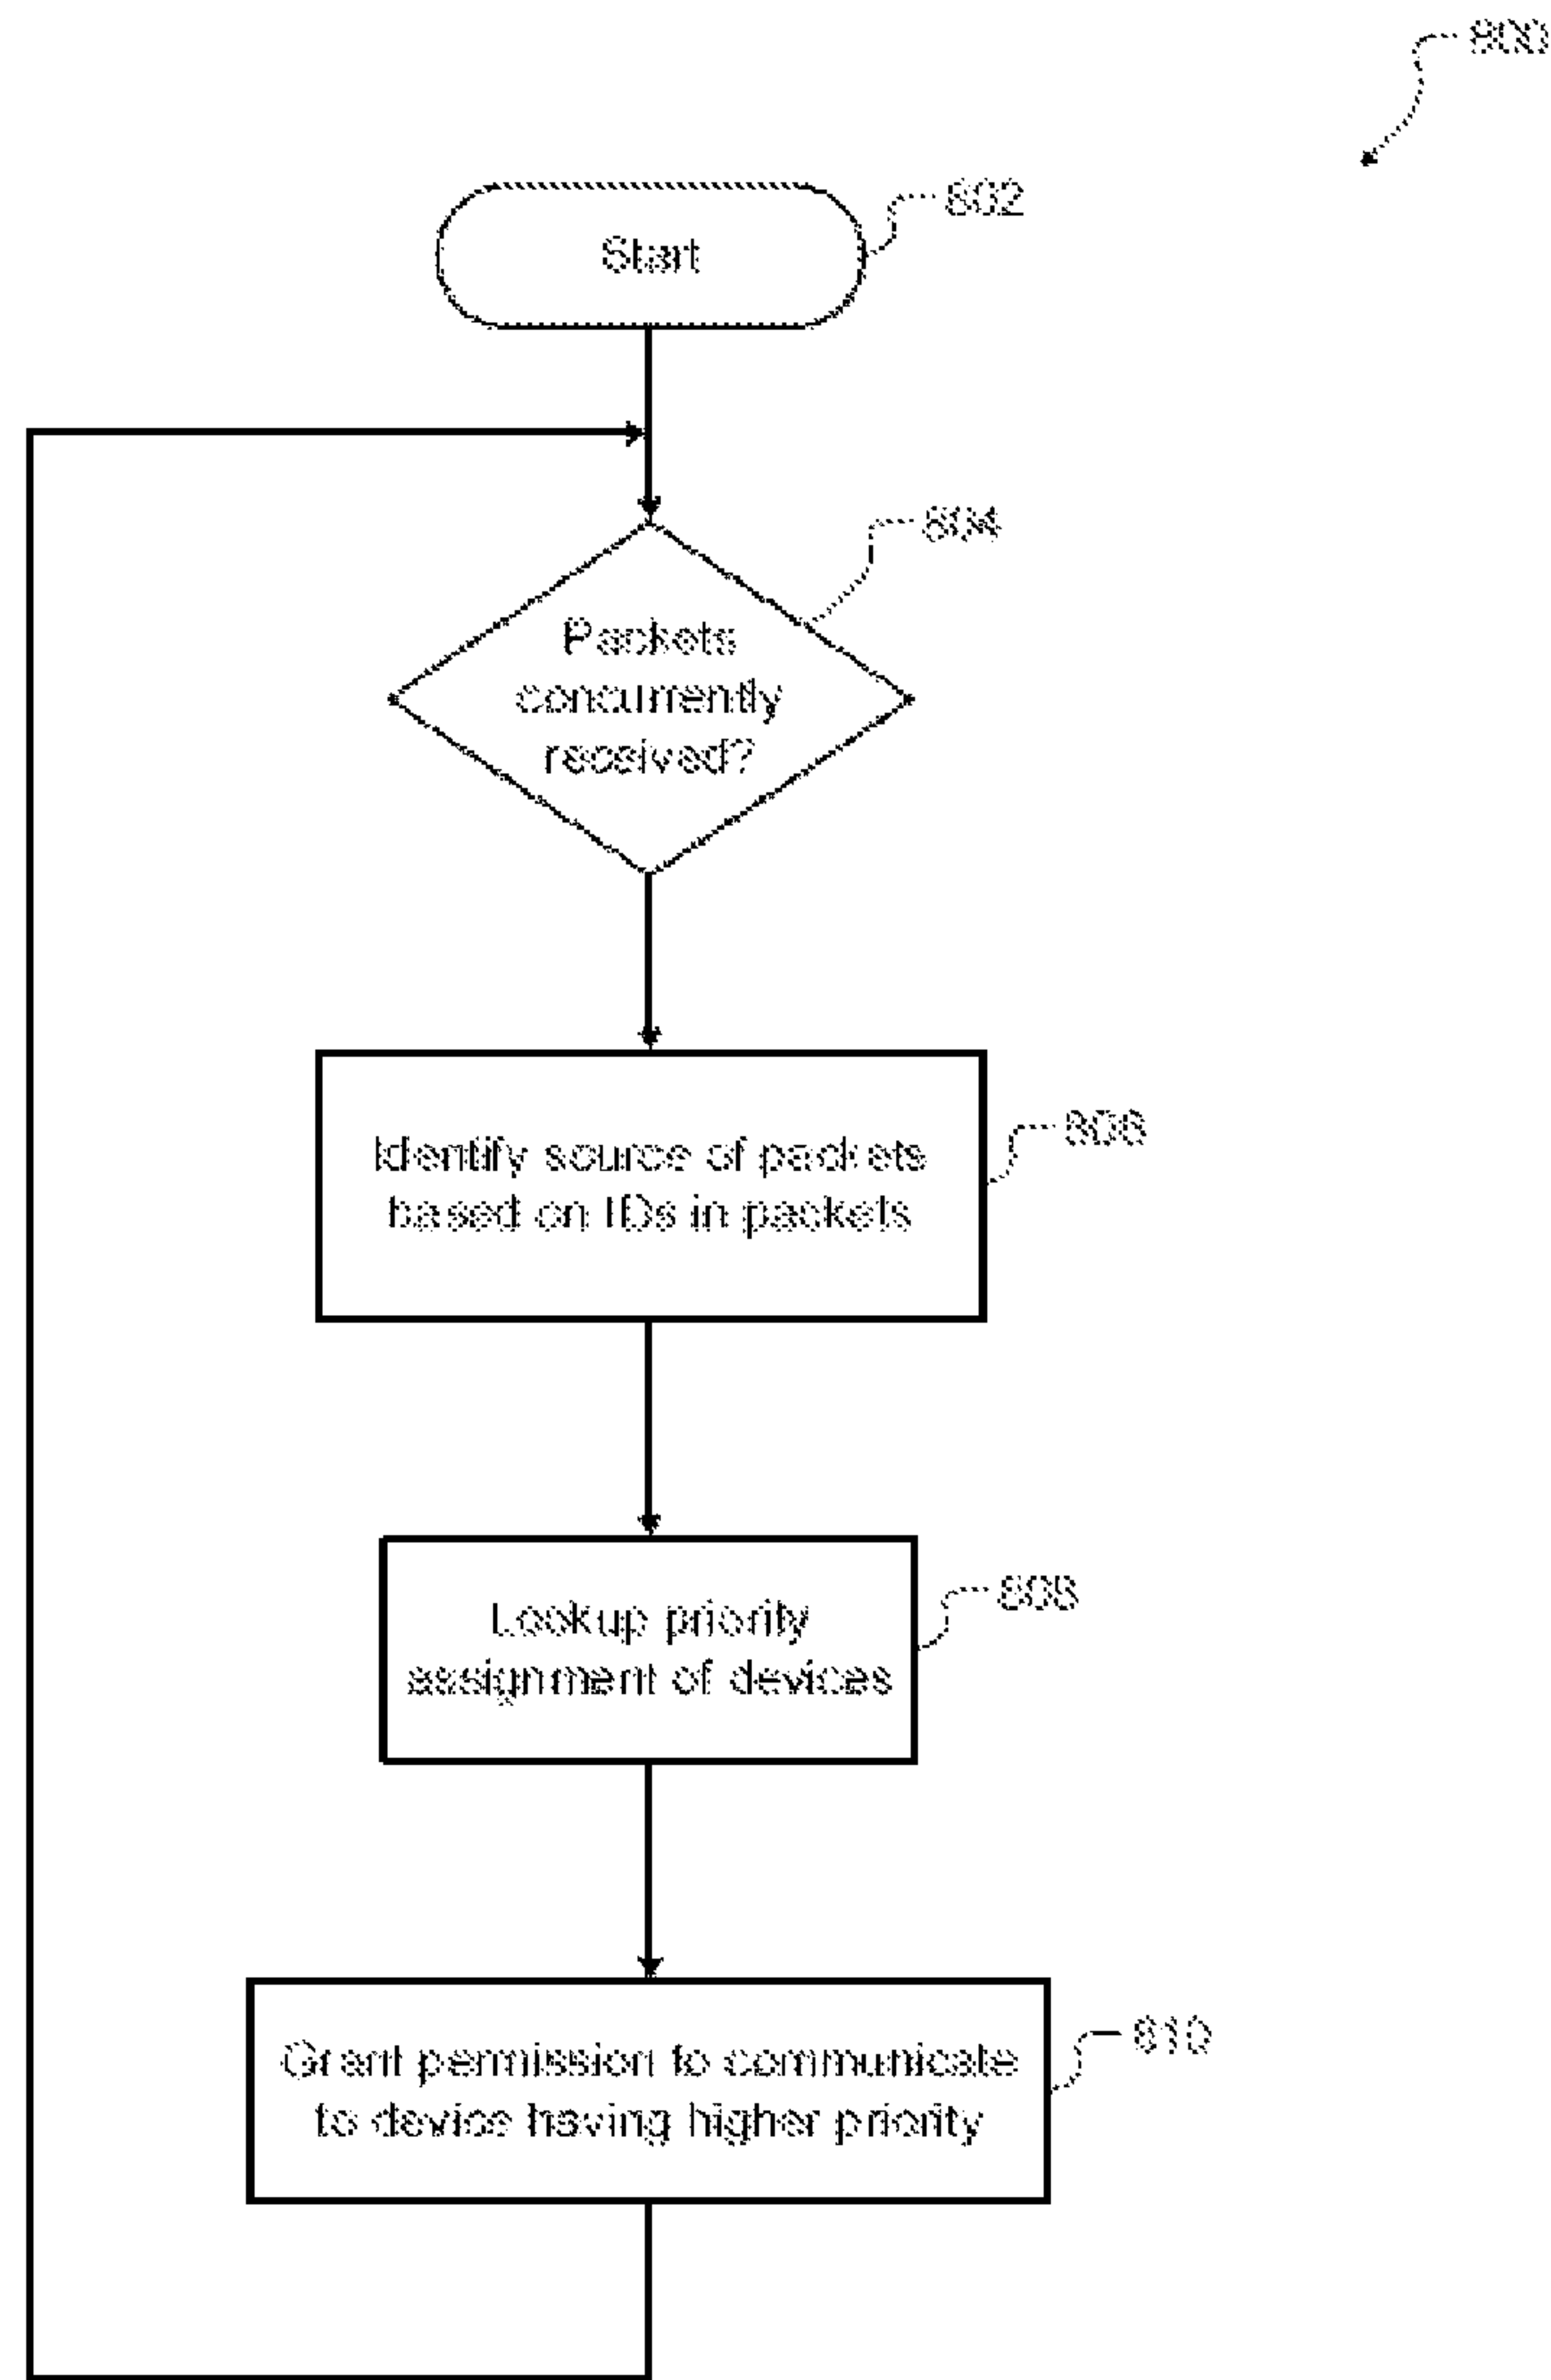 800
Start
802
Packets
concurrently
received?
804
Identify source of packets
based on IDs in packets
806
Lookup priority
assignment of devices
808
Grant permission to communicate
to device having higher priority
810